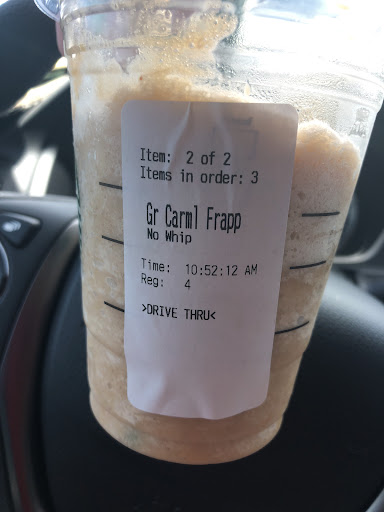 Item: 2 of 2
Items in order: 3
Gr Carml Frapp
No Whip
Time: 10:52:12 AM
Reg: 4
>DRIVE THRU<